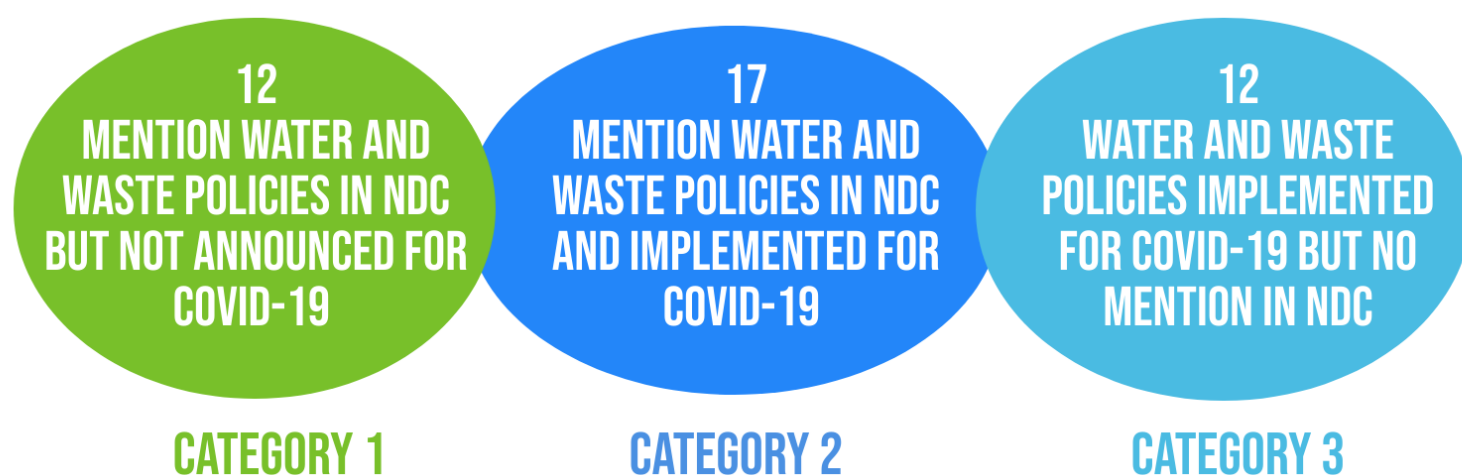 12
MENTION WATER AND
WASTE POLICIES IN NDC
BUT NOT ANNOUNCED FOR
COVID-19
17
MENTION WATER AND
WASTE POLICIES IN NDC
AND IMPLEMENTED FOR
COVID-19
12
WATER AND WASTE
POLICIES IMPLEMENTED
FOR COVID-19 BUT NO
MENTION IN NDC
CATEGORY 1
CATEGORY 2
CATEGORY 3